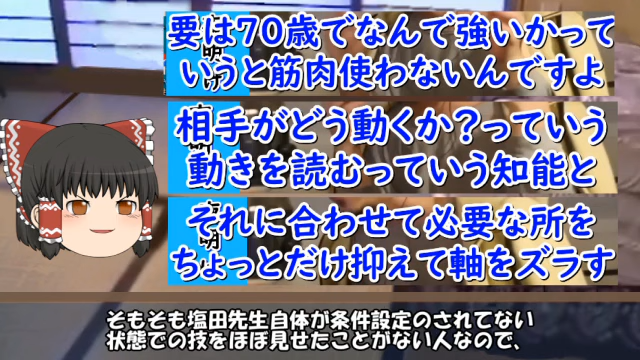 要は70歳でなんで強いかって
いうと筋肉使わないんですよ
相手がどう動くか?っていう
動きを読むっていう知能と
それに合わせて必要な所を
ちょっとだけ抑えて軸をズラす
そもそも塩田先生自体が条件設定のされてない
状態での技をほぼ見せたことがない人なので、